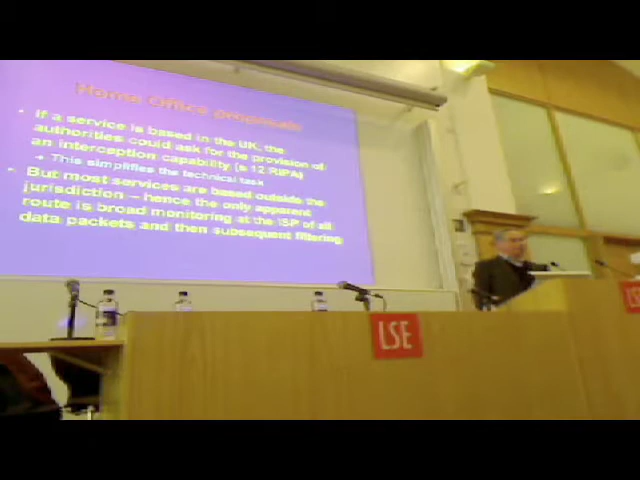 Home Office proposals
• If a service is based in the UK, the
authorities could ask for the provision of
an interception capability (s 12 RIPA)
• This simplifies the technical task
• But most services are based outside the
jurisdiction – hence the only apparent
route is broad monitoring at the ISP of all
data packets and then subsequent filtering
LSE
LSE